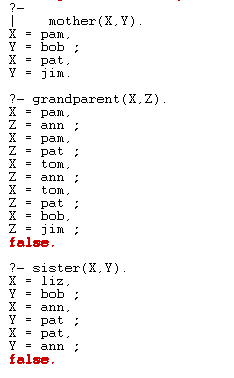 ?-
|    mother(X,Y).
X = pam,
Y = bob ;
X = pat,
Y = jim.
?- grandparent(X,Z).
X = pam,
Z = ann ;
X = pam,
Z = pat ;
X = tom,
Z = ann ;
X = tom,
Z = pat ;
X = bob,
Z = jim ;
false.
?- sister(X,Y).
X = liz,
Y = bob ;
X = ann,
Y = pat ;
X = pat,
Y = ann ;
false.